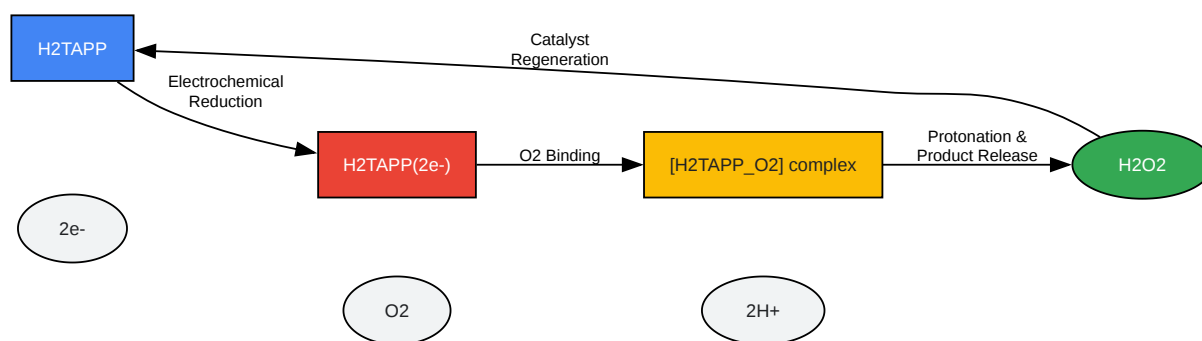 H2TAPP
Catalyst
Regeneration
Electrochemical
Reduction
H2TAPP(2e-)
O2 Binding
[H2TAPP_O2] complex
Protonation &
Product Release
H2O2
2e-
O2
2H+